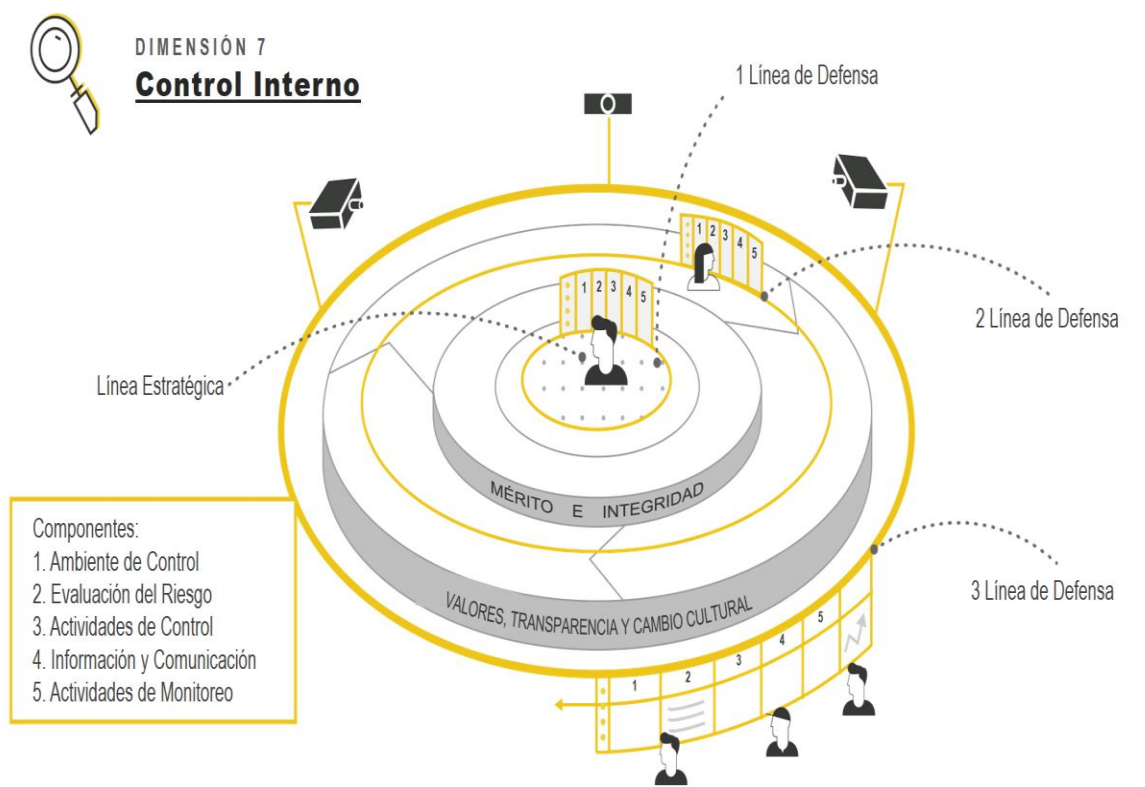 DIMENSIÓN 7
Control Interno
1 Línea de Defensa
1 2 3 4 5
2 Línea de Defensa
1 2 3 4 5
Línea Estratégica
MÉRITO E INTEGRIDAD
VALORES, TRANSPARENCIA Y CAMBIO CULTURAL
3 Línea de Defensa
1 2 3 4 5
Componentes:
1. Ambiente de Control
2. Evaluación del Riesgo
3. Actividades de Control
4. Información y Comunicación
5. Actividades de Monitoreo